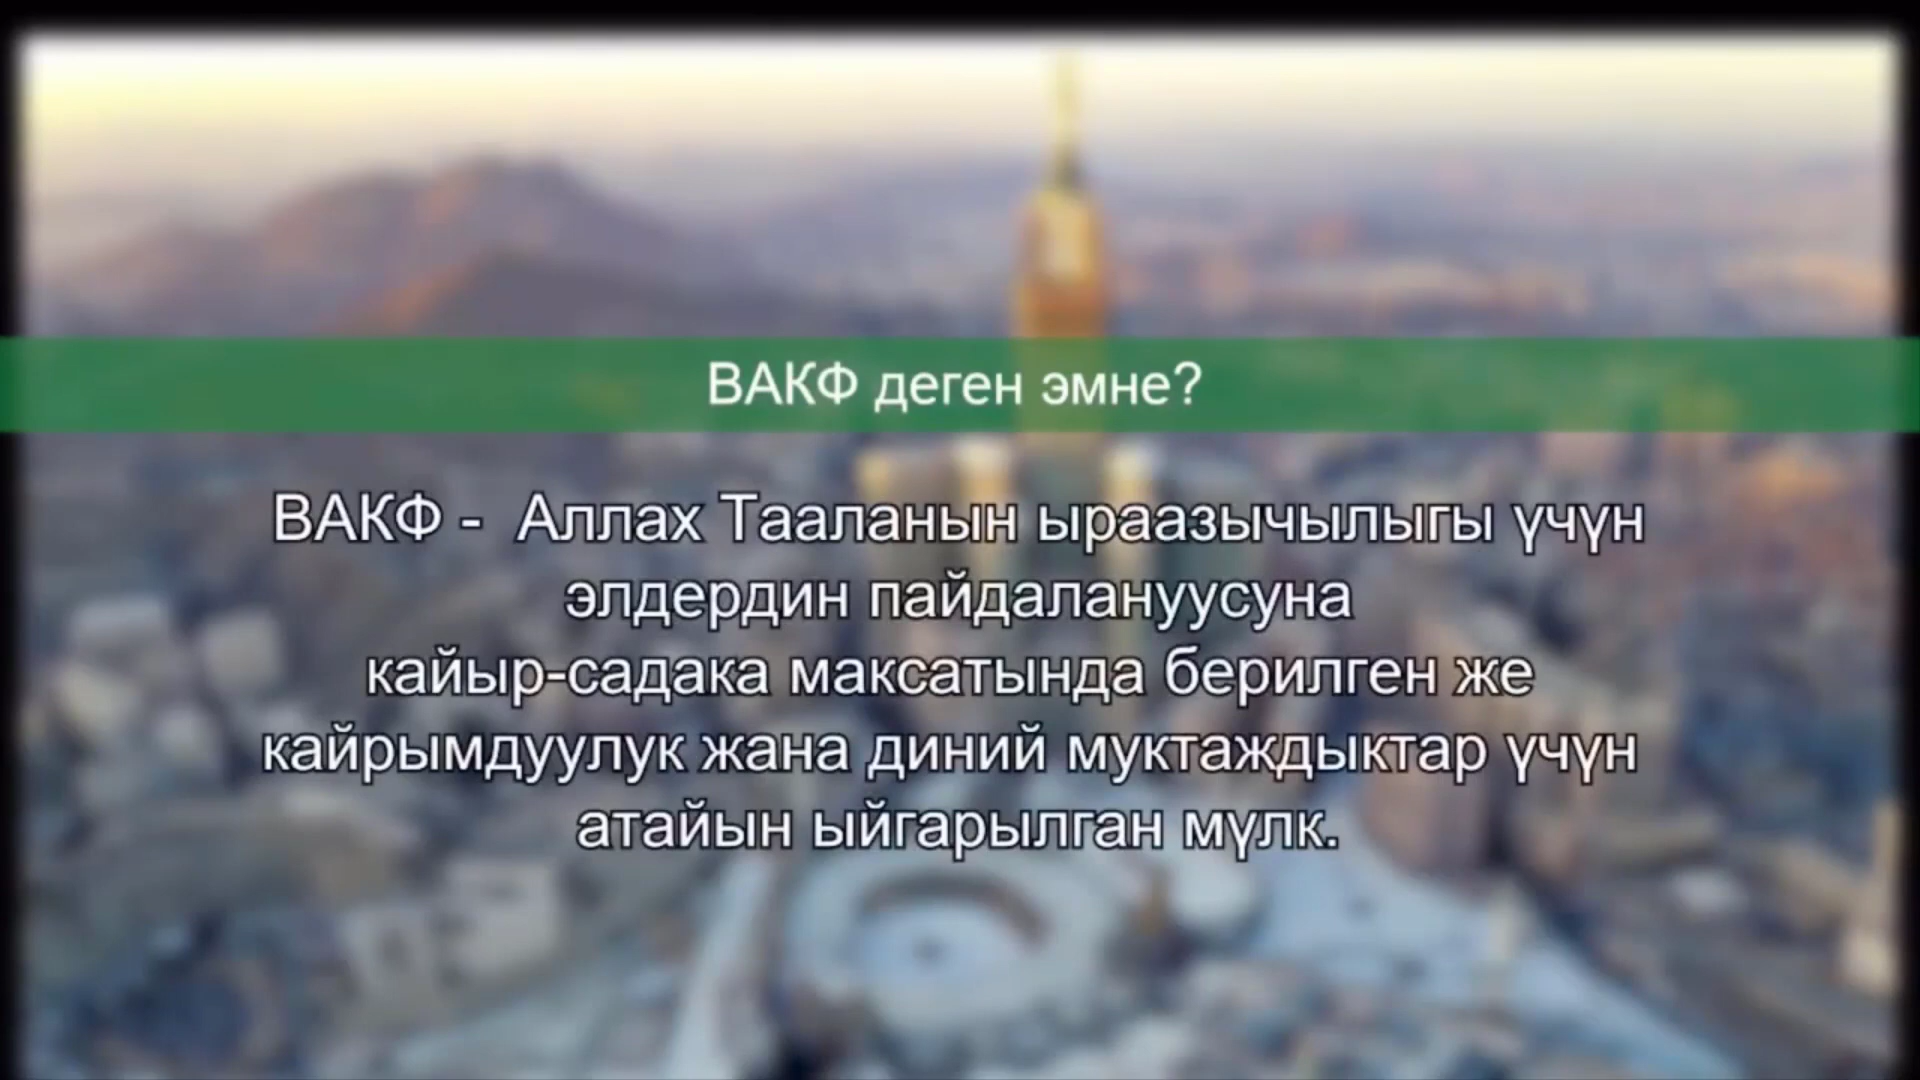 ВАКФ деген эмне?
ВАКФ - Аллах Тааланын ыраазычылыгы үчүн
элдердин пайдалануусуна
кайыр-садака максатында берилген же
кайрымдуулук жана диний муктаждыктар үчүн
атайын ыйгарылган мүлк.